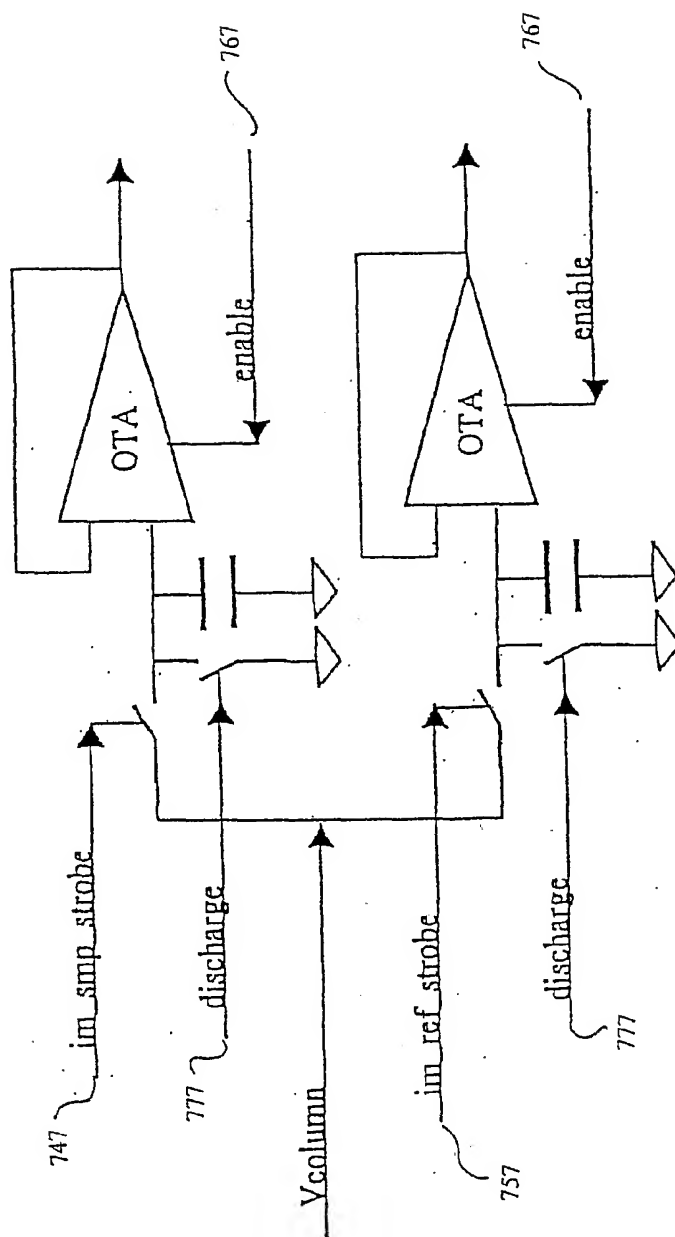 767
enable
OTA
im_smp_strobe
747
discharge
777
Vcolumn
767
enable
OTA
im_ref_strobe
757
discharge
777